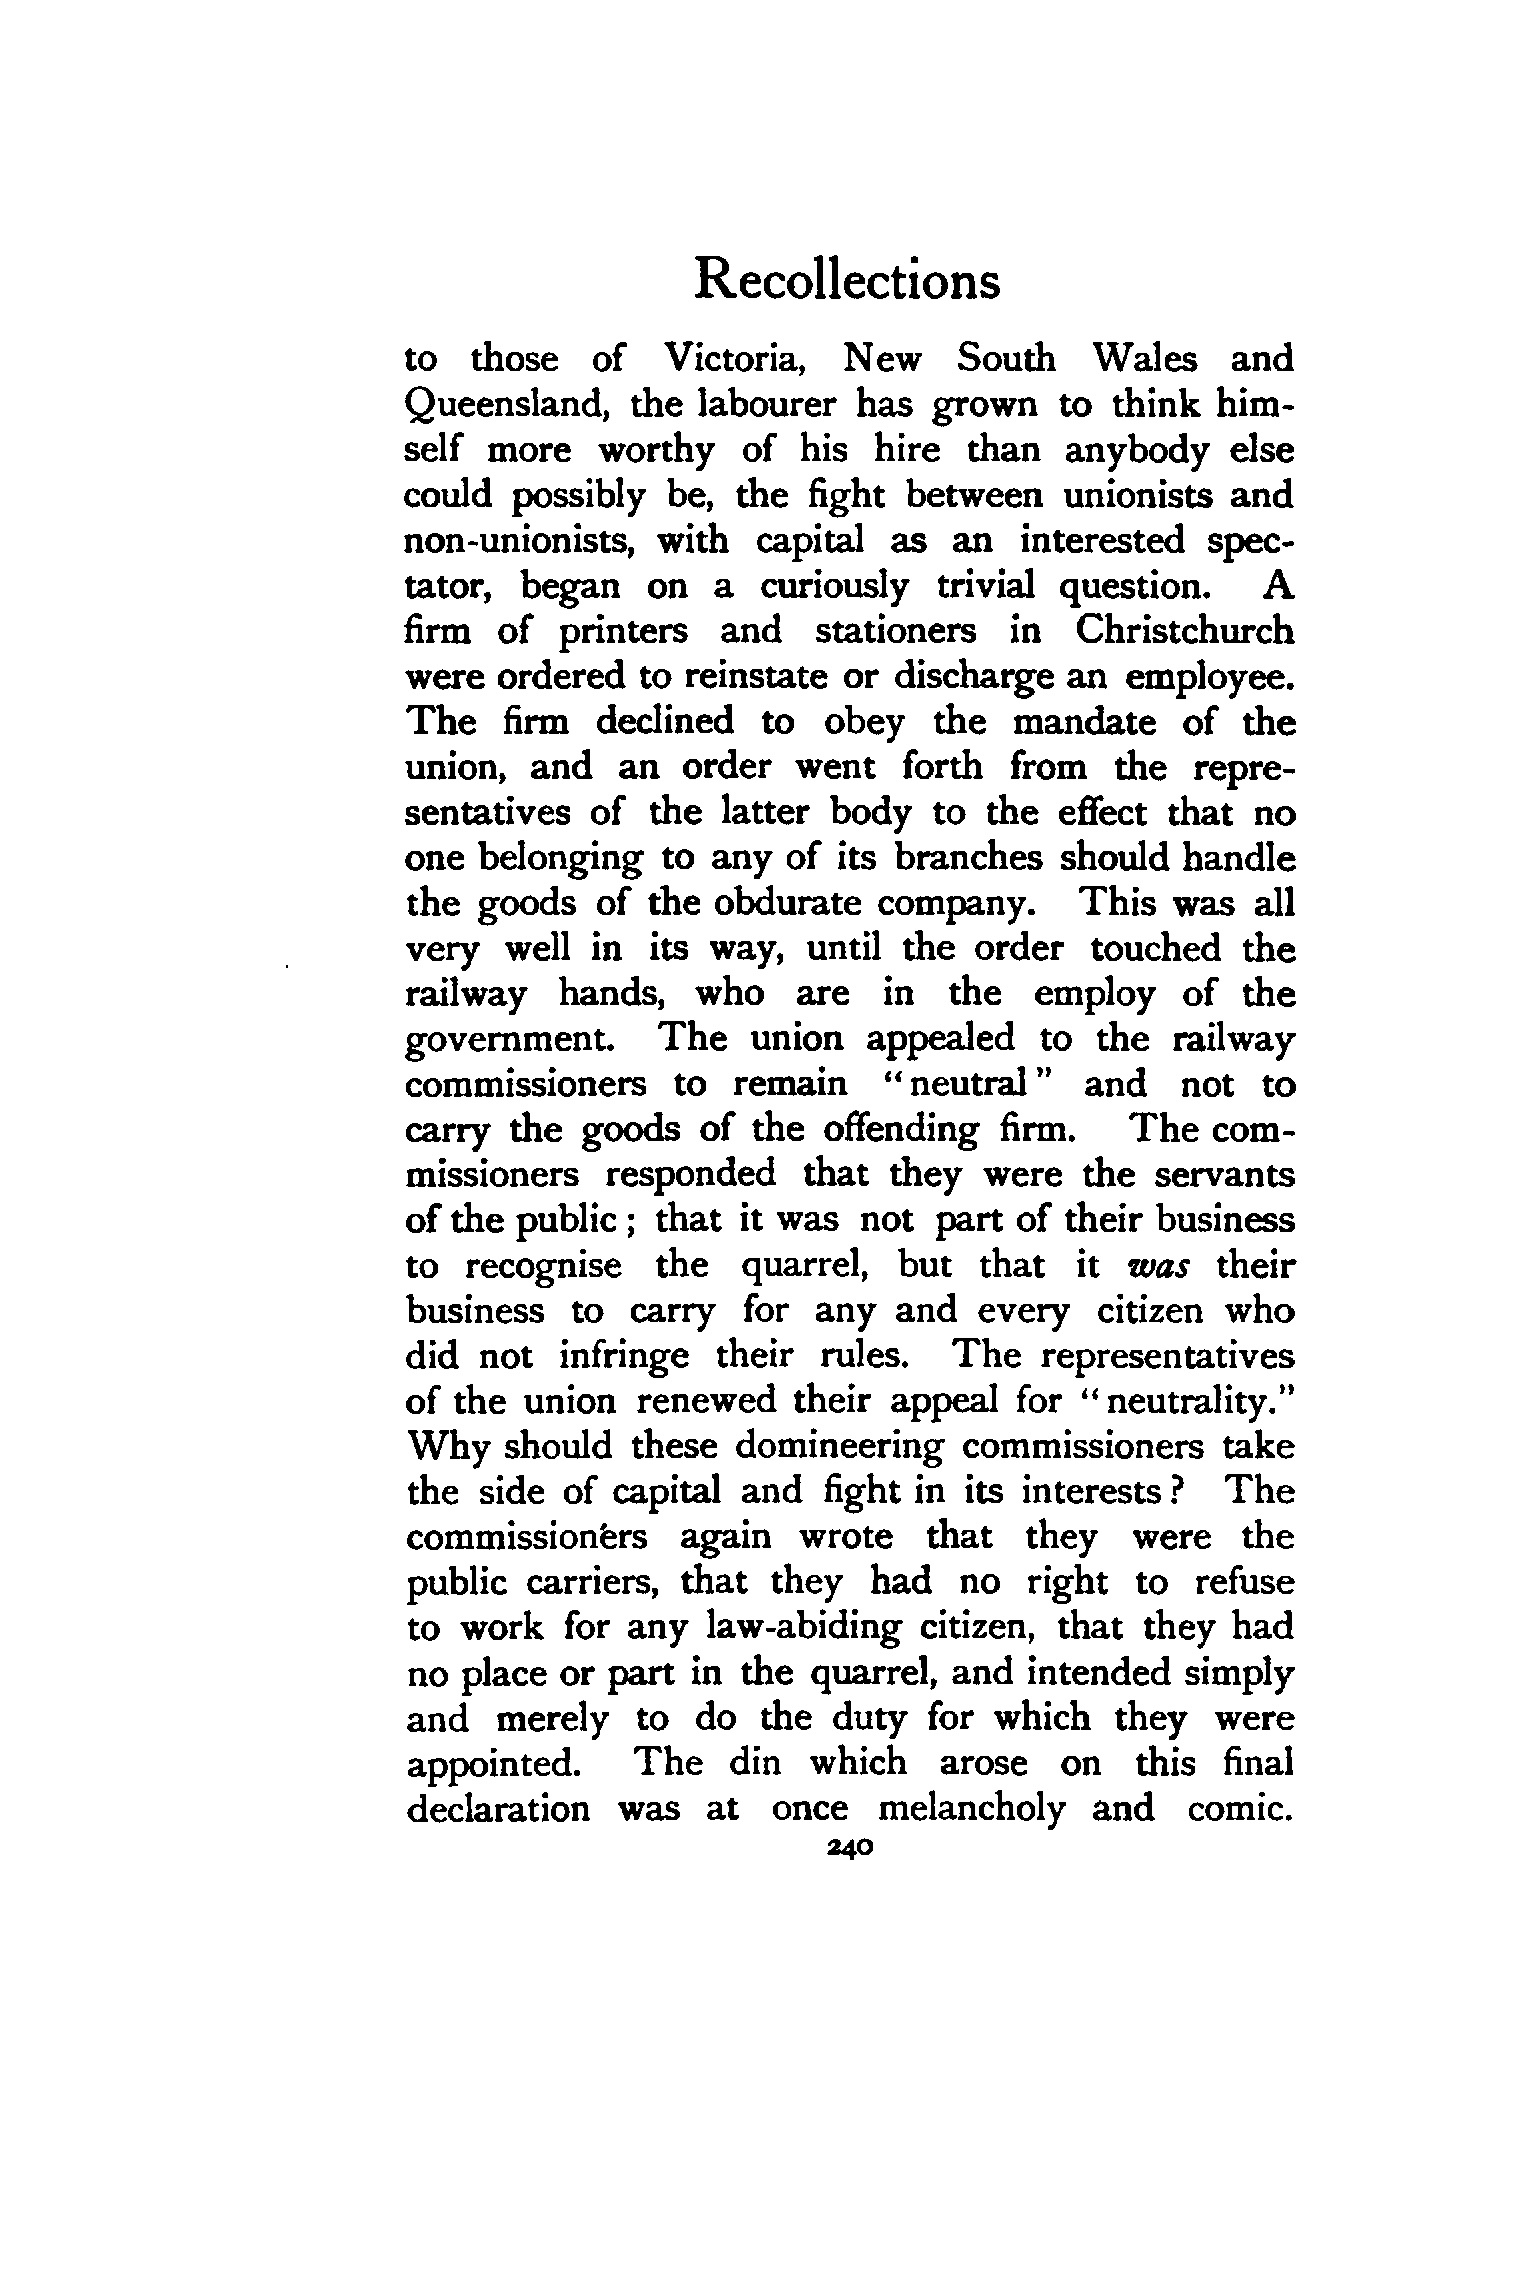 Recollections
to those of Victoria, New South Wales and
Queensland, the labourer has grown to think him-
self more worthy of his hire than anybody else
could possibly be, the fight between unionists and
non-unionists, with capital as an interested spec-
tator, began on a curiously trivial question. A
firm of printers and stationers in Christchurch
were ordered to reinstate or discharge an employee.
The firm declined to obey the mandate of the
union, and an order went forth from the repre-
sentatives of the latter body to the effect that no
one belonging to any of its branches should handle
the goods of the obdurate company. This was all
very well in its way, until the order touched the
railway hands, who are in the employ of the
government. The union appealed to the railway
commissioners to remain "neutral" and not to
carry the goods of the offending firm. The com-
missioners responded that they were the servants
of the public; that it was not part of their business
to recognise the quarrel, but that it was their
business to carry for any and every citizen who
did not infringe their rules. The representatives
of the union renewed their appeal for "neutrality."
Why should these domineering commissioners take
the side of capital and fight in its interests? The
commissioners again wrote that they were the
public carriers, that they had no right to refuse
to work for any law-abiding citizen, that they had
no place or part in the quarrel, and intended simply
and merely to do the duty for which they were
appointed. The din which arose on this final
declaration was at once melancholy and comic.
240